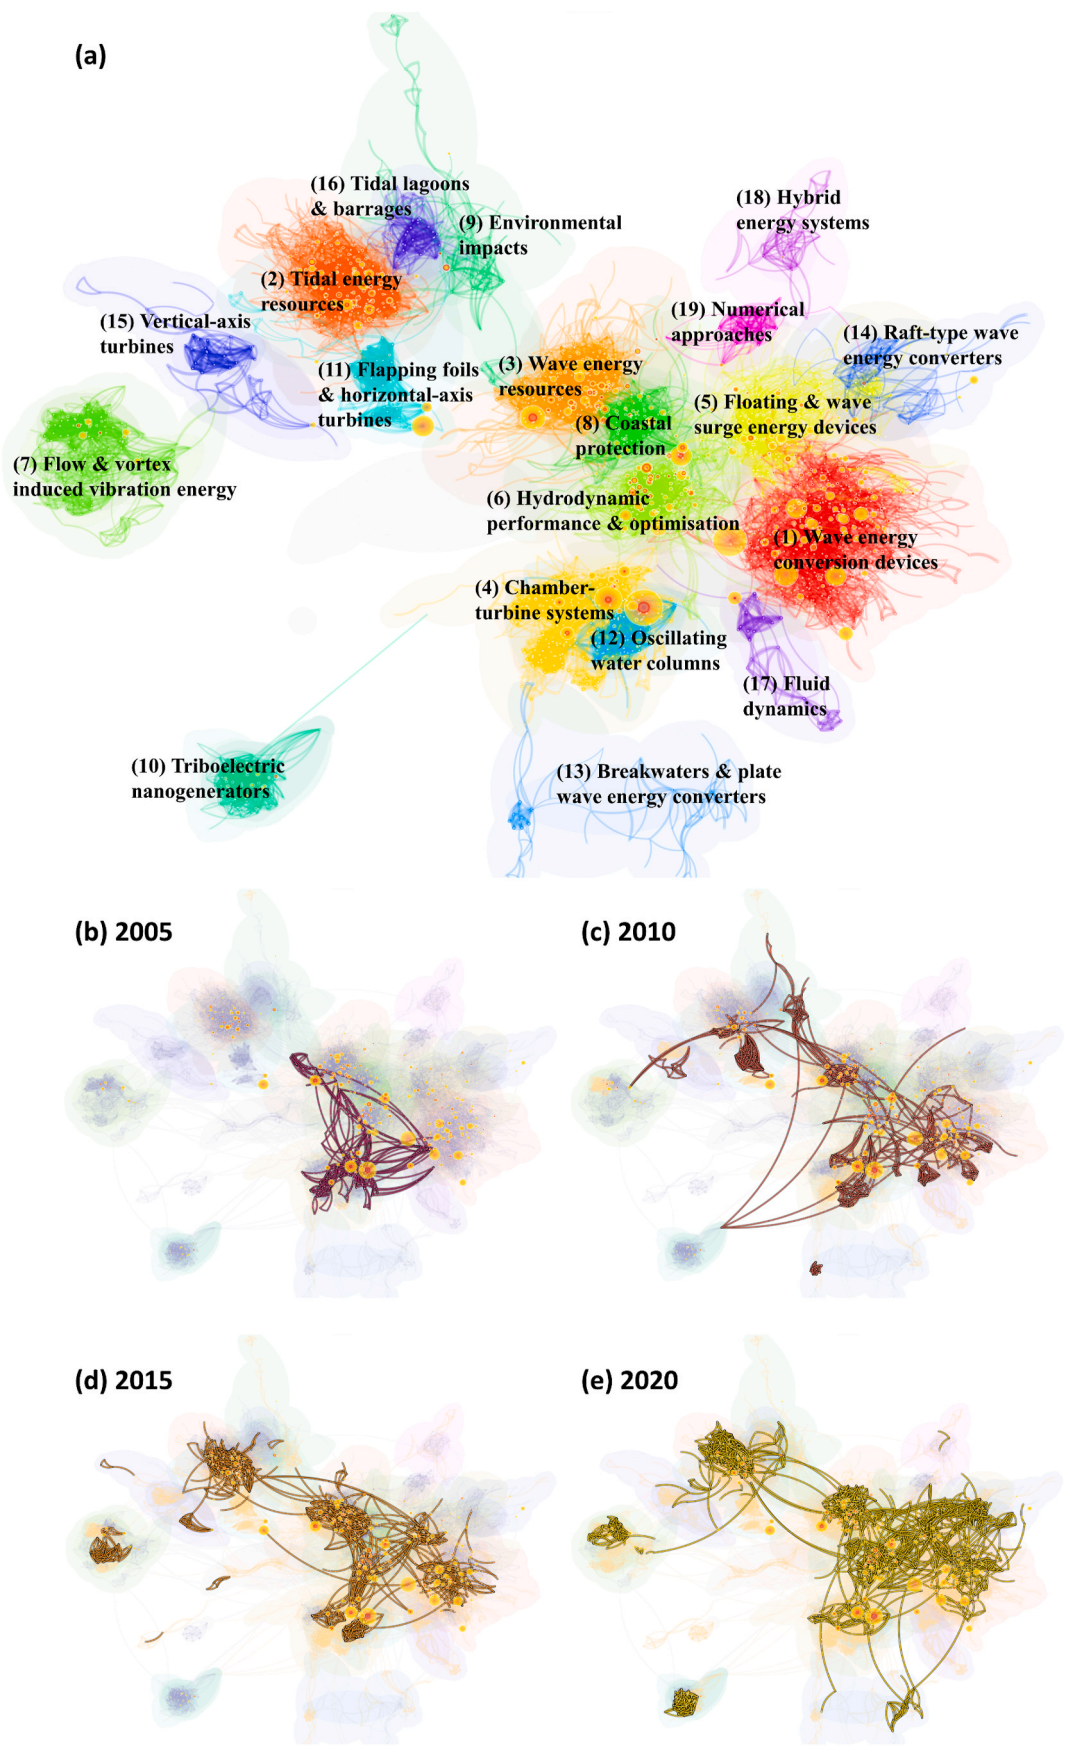 (a)
(16) Tidal lagoons
& barrages
(9) Environmental
impacts
(18) Hybrid
energy systems
(2) Tidal energy
resources
(15) Vertical-axis
turbines
(19) Numerical
approaches
(14) Raft-type wave
energy converters
(11) Flapping foils
& horizontal-axis
turbines
(3) Wave energy
resources
(8) Coastal
protection
(5) Floating & wave
surge energy devices
(7) Flow & vortex
induced vibration energy
(6) Hydrodynamic
performance & optimisation
(1) Wave energy
conversion devices
(4) Chamber-
turbine systems
(12) Oscillating
water columns
(17) Fluid
dynamics
(10) Triboelectric
nanogenerators
(13) Breakwaters & plate
wave energy converters
(b) 2005
(c) 2010
(d) 2015
(e) 2020